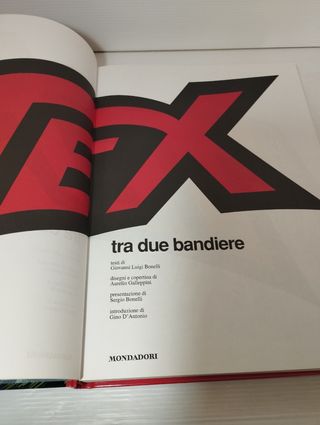 TEX
tra due bandiere
testi di
Giovanni Luigi Bonelli
disegni e copertina di
Aurelio Galleppini
presentazione di
Sergio Bonelli
introduzione di
Gino D'Antonio
MONDADORI